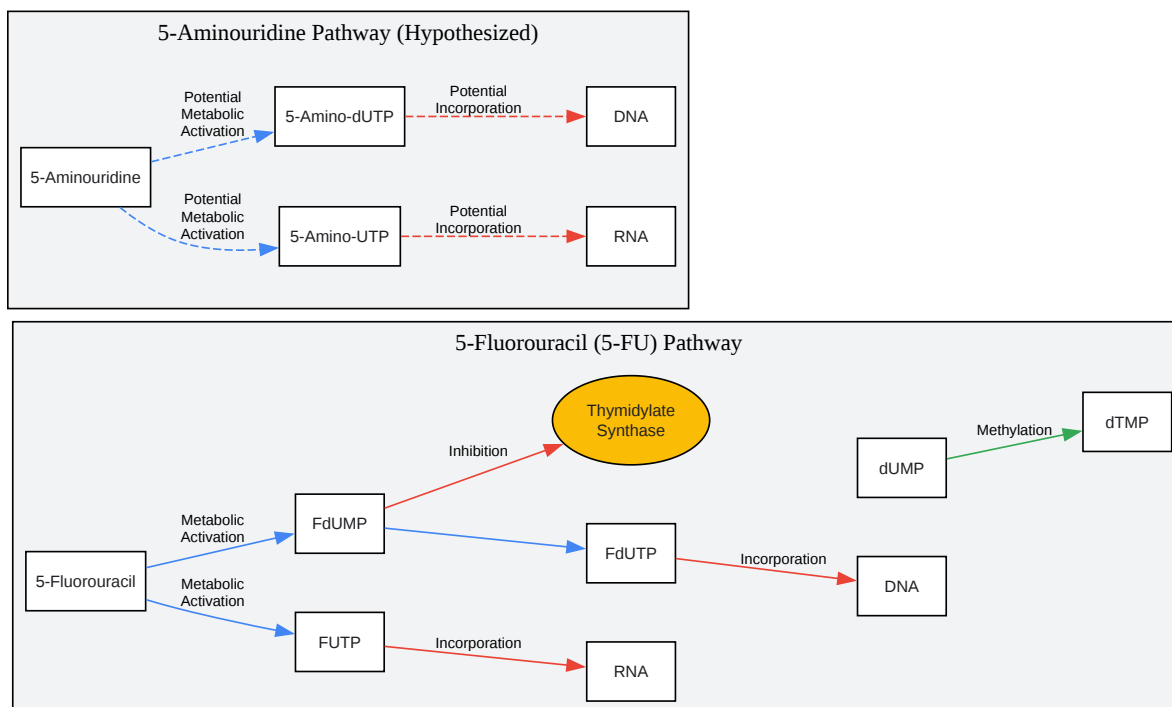 5-Aminouridine Pathway (Hypothesized)
Potential
Metabolic
Activation
Potential
Incorporation
5-Amino-dUTP
DNA
5-Aminouridine
Potential
Metabolic
Activation
Potential
Incorporation
5-Amino-UTP
RNA
5-Fluorouracil (5-FU) Pathway
Thymidylate
Synthase
dTMP
Methylation
Inhibition
dUMP
Metabolic
Activation
FdUMP
FdUTP
Incorporation
DNA
5-Fluorouracil
Metabolic
Activation
FUTP
Incorporation
RNA